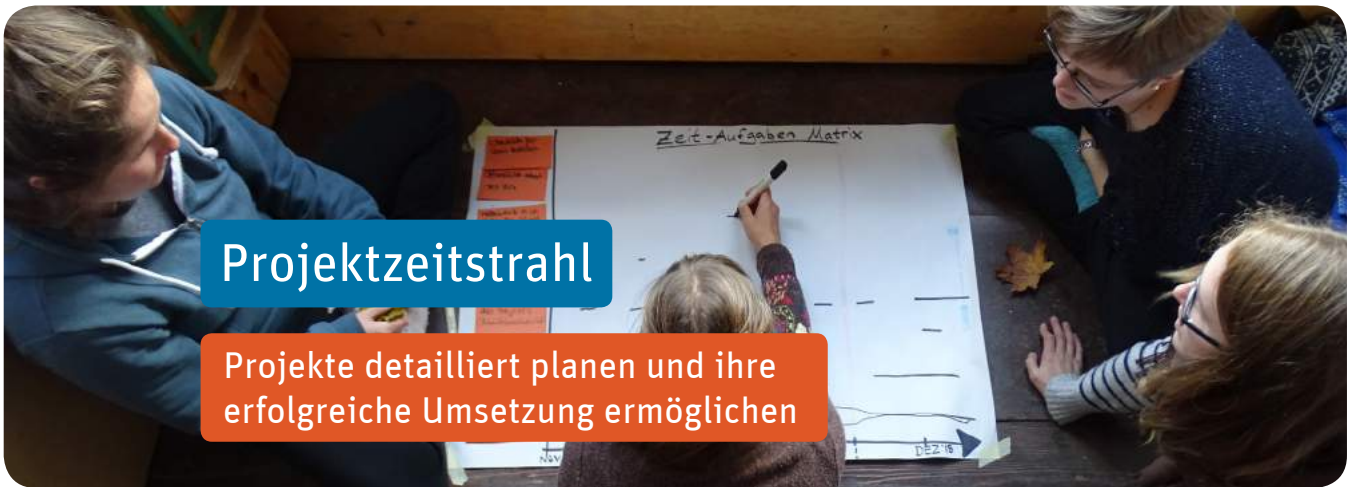 Zeit-Aufgaben Matrix
Projektzeitstrahl
Projekte detailliert planen und ihre
erfolgreiche Umsetzung ermöglichen
NOV
DEZ'15